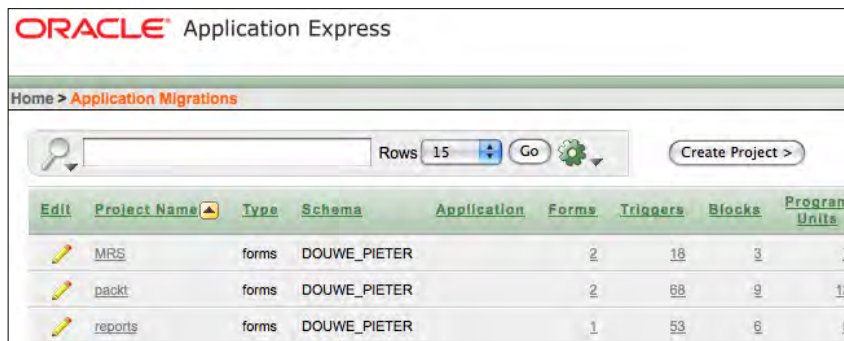 ORACLE Application Express
Home > Application Migrations
Rows 15 Go Create Project >
Edit Project Name Type Schema Application Forms Triggers Blocks Program Units
MRS forms DOUWE_PIETER 2 18 3
packt forms DOUWE_PIETER 2 68 9
reports forms DOUWE_PIETER 1 53 6